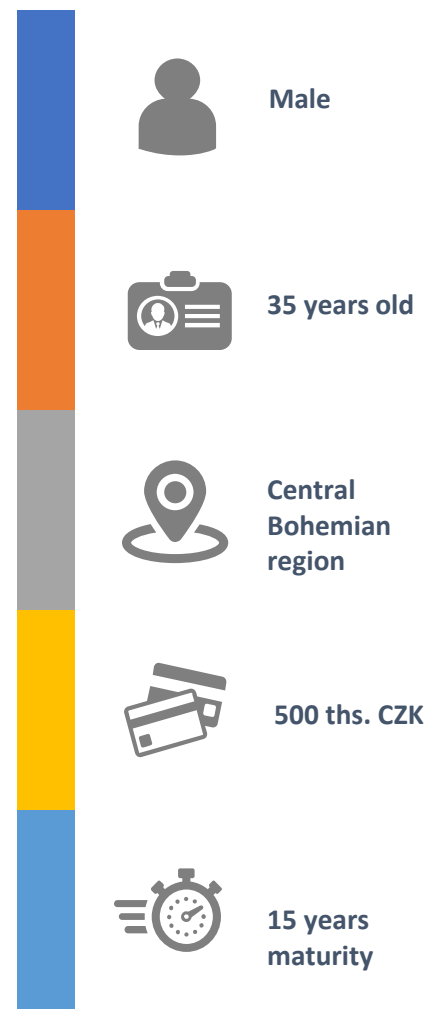 Male
35 years old
Central
Bohemian
region
500 ths. CZK
15 years
maturity